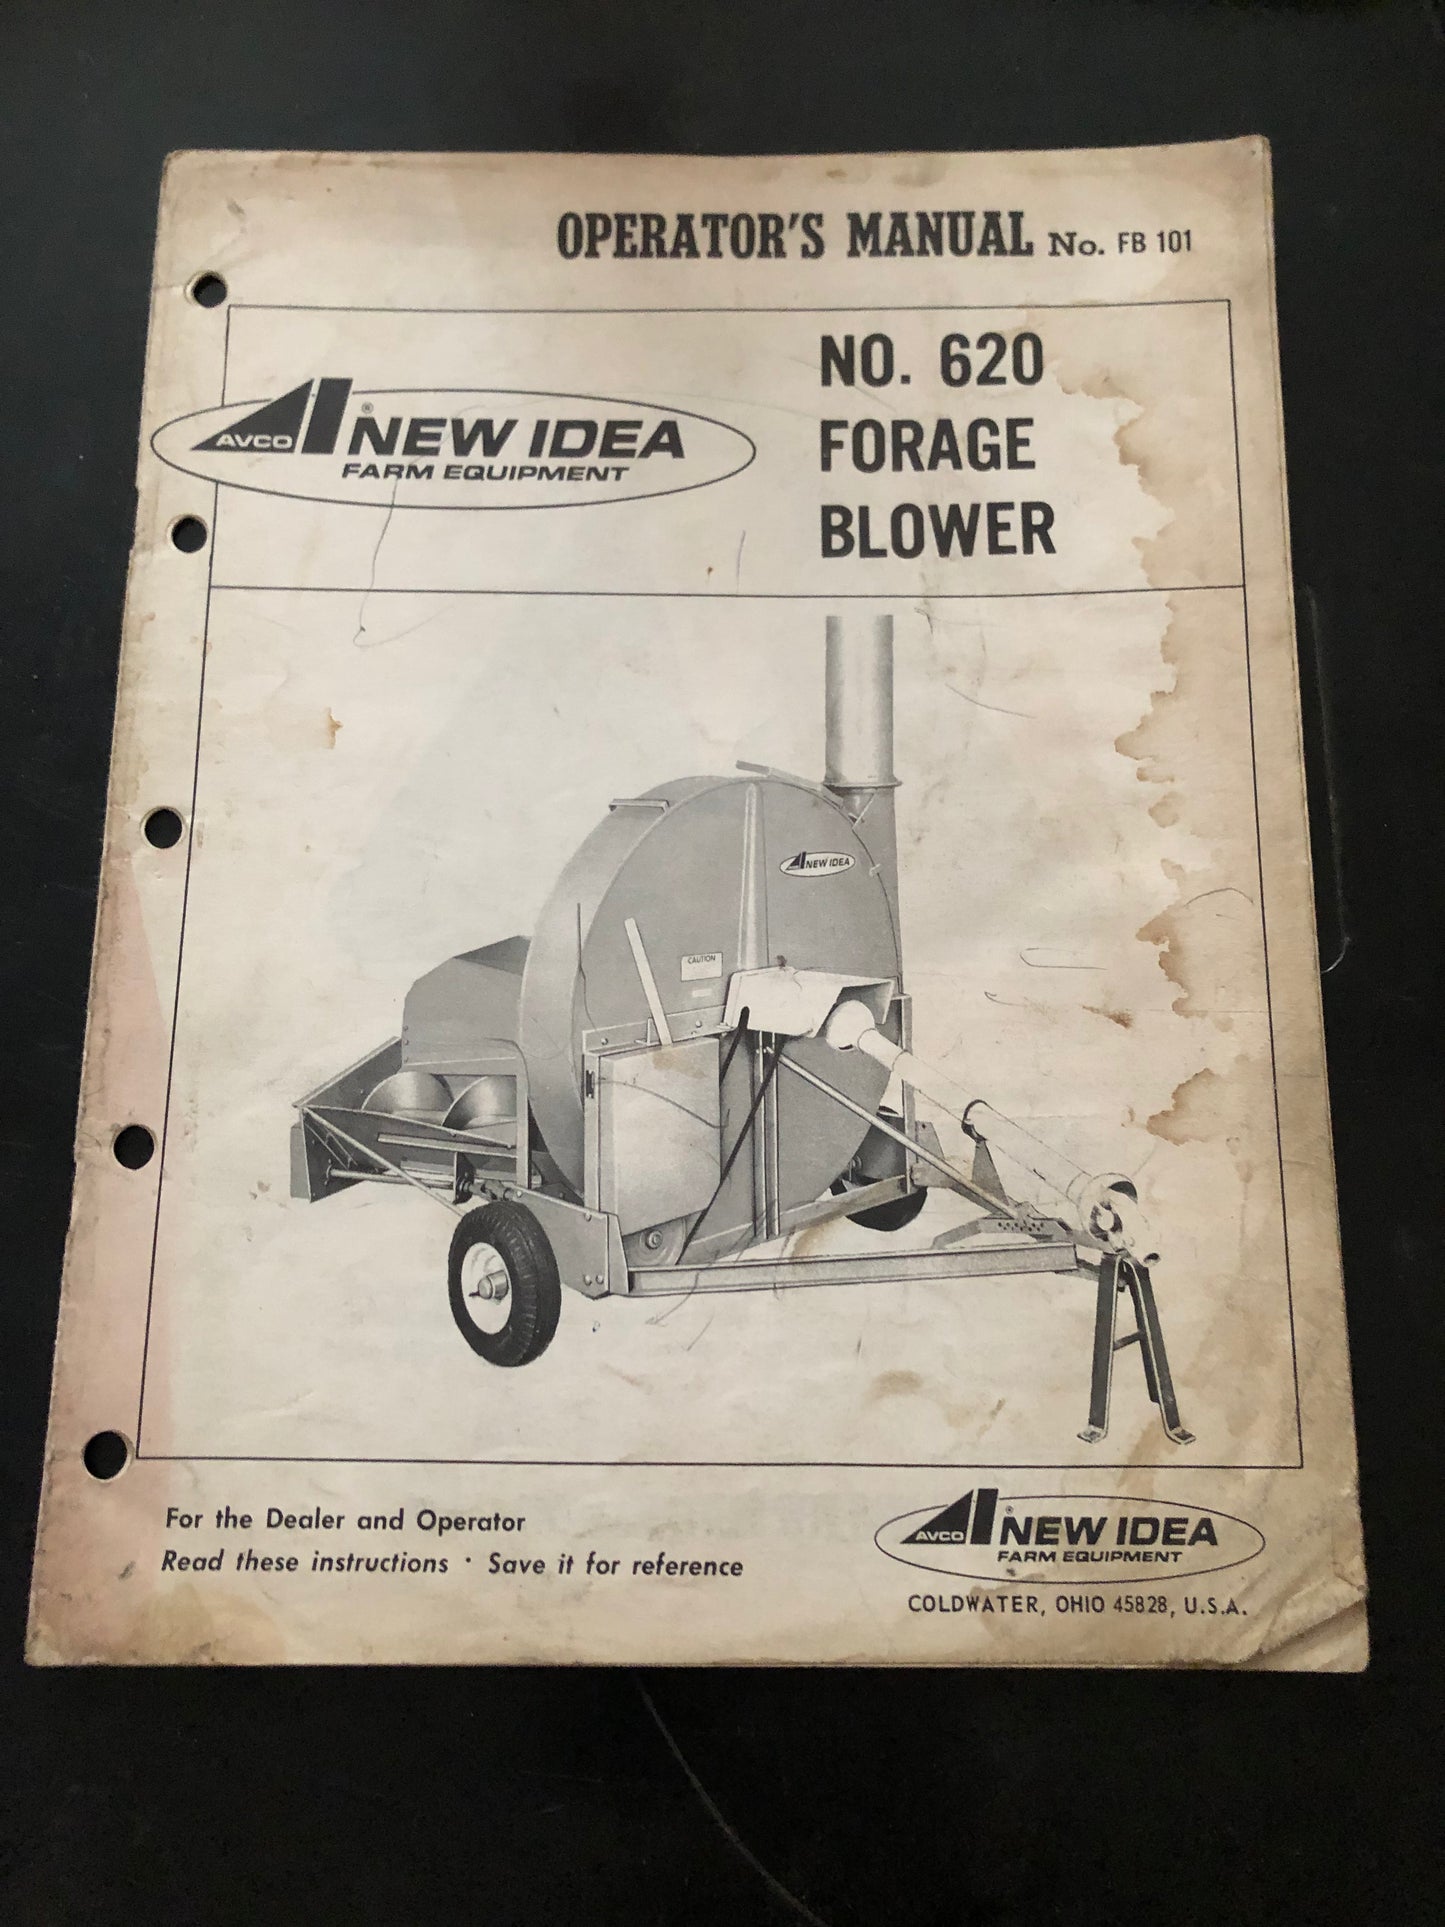 OPERATOR'S MANUAL No. FB 101
AVCO ® NEW IDEA
FARM EQUIPMENT
NO. 620
FORAGE
BLOWER
NEW IDEA
CAUTION
For the Dealer and Operator
Read these instructions · Save it for reference
AVCO ® NEW IDEA
FARM EQUIPMENT
COLDWATER, OHIO 45828, U.S.A.